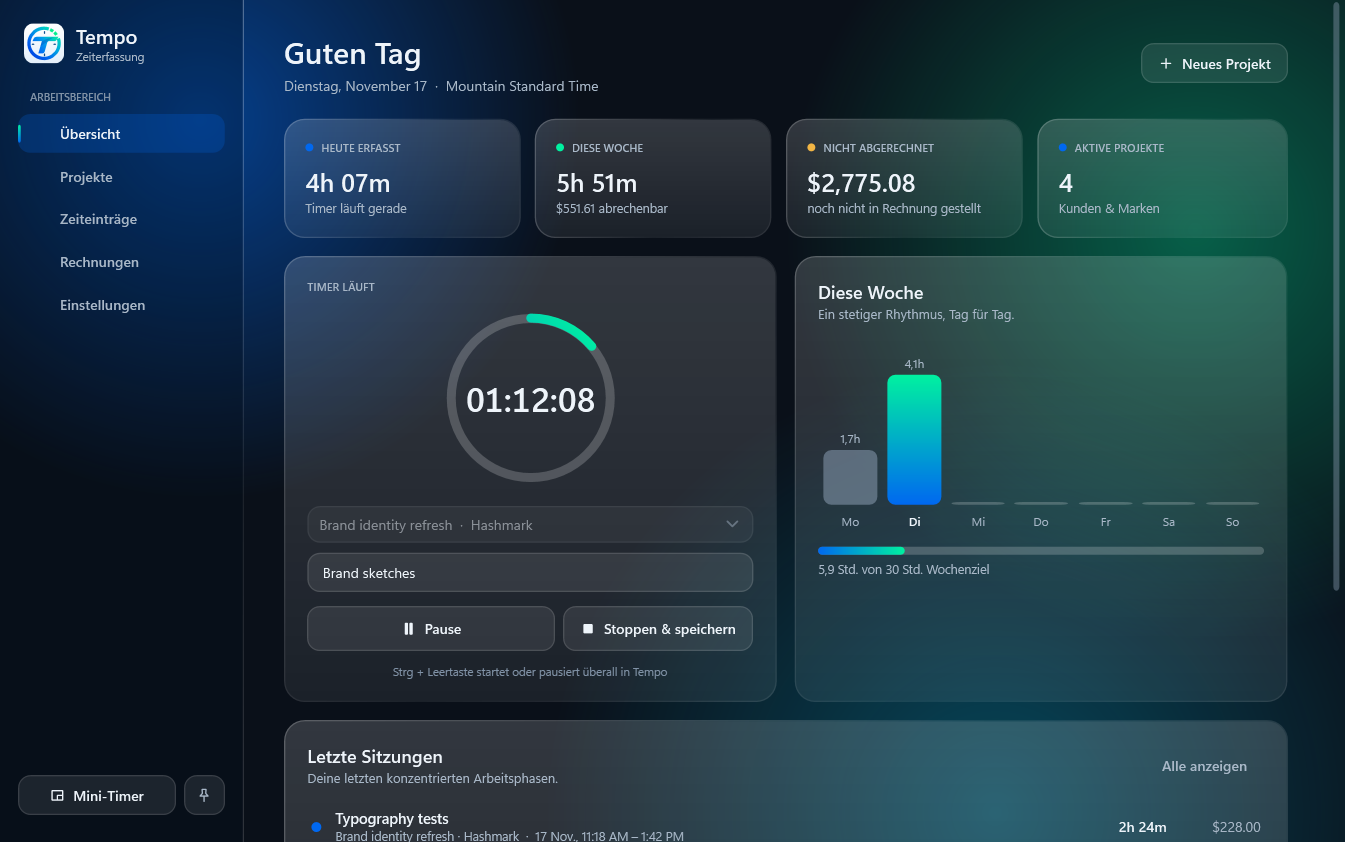 Tempo
Zeiterfassung
ARBEITSBEREICH
Übersicht
Projekte
Zeiteinträge
Rechnungen
Einstellungen
Mini-Timer
Guten Tag
Dienstag, November 17 · Mountain Standard Time
+ Neues Projekt
HEUTE ERFASST
4h 07m
Timer läuft gerade
DIESE WOCHE
5h 51m
$551.61 abrechenbar
NICHT ABGERECHNET
$2,775.08
noch nicht in Rechnung gestellt
AKTIVE PROJEKTE
4
Kunden & Marken
TIMER LÄUFT
01:12:08
Brand identity refresh · Hashmark
Brand sketches
Pause
Stoppen & speichern
Strg + Leertaste startet oder pausiert überall in Tempo
Diese Woche
Ein stetiger Rhythmus, Tag für Tag.
4,1h
1,7h
Mo Di Mi Do Fr Sa So
5,9 Std. von 30 Std. Wochenziel
Letzte Sitzungen
Deine letzten konzentrierten Arbeitsphasen.
Alle anzeigen
Typography tests
Brand identity refresh · Hashmark · 17 Nov., 11:18 AM – 1:42 PM
2h 24m
$228.00